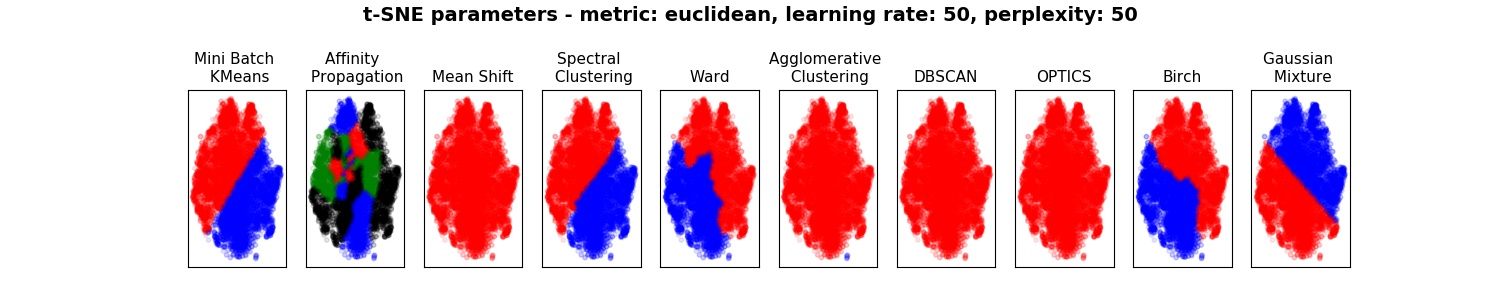 t-SNE parameters - metric: euclidean, learning rate: 50, perplexity: 50
Mini Batch
KMeans
Affinity
Propagation
Mean Shift
Spectral
Clustering
Ward
Agglomerative
Clustering
DBSCAN
OPTICS
Birch
Gaussian
Mixture